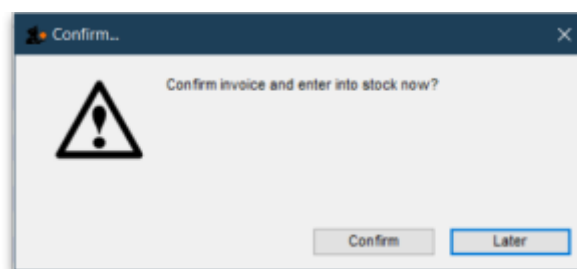 Confirm...
Confirm invoice and enter into stock now?
Confirm
Later